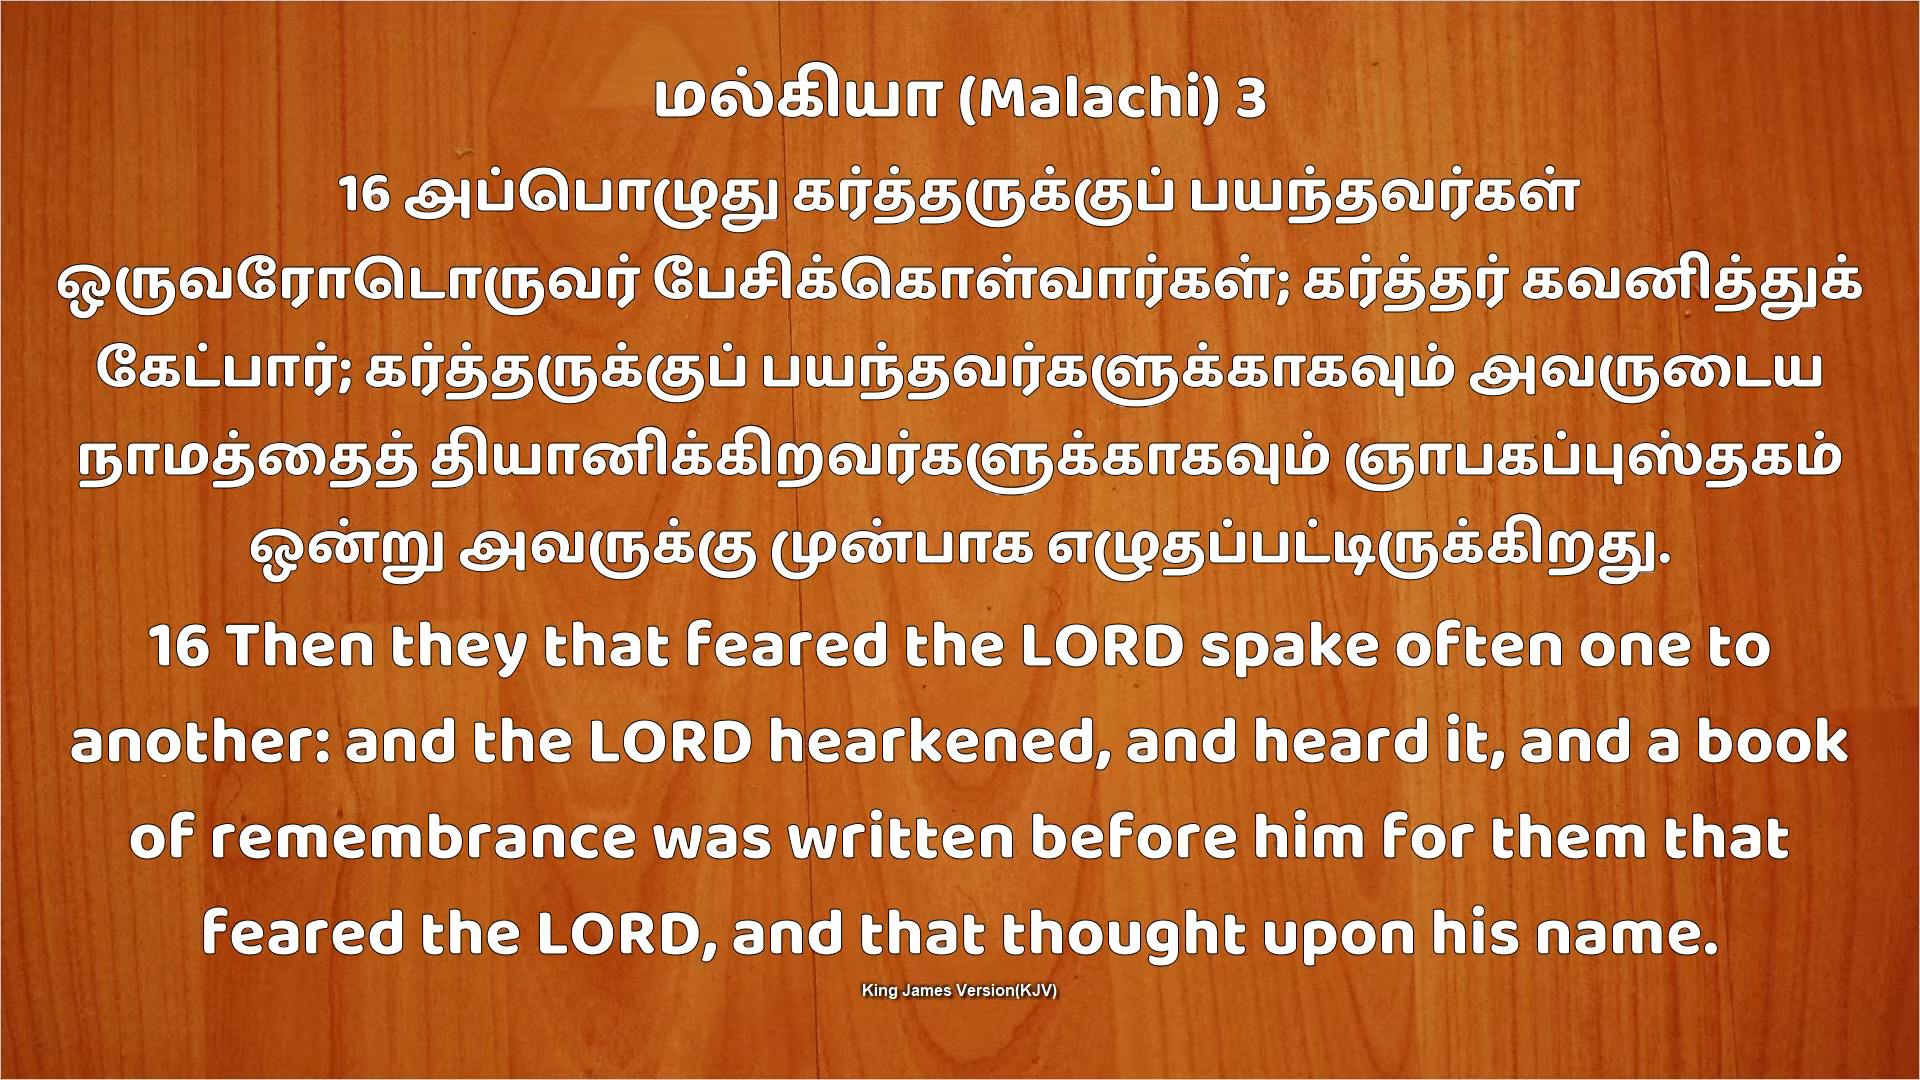 மல்கியா (Malachi) 3
16 அப்பொழுது கர்த்தருக்குப் பயந்தவர்கள்
ஒருவரோடொருவர் பேசிக்கொள்வார்கள்; கர்த்தர் கவனித்துக்
கேட்பார்; கர்த்தருக்குப் பயந்தவர்களுக்காகவும் அவருடைய
நாமத்தைத் தியானிக்கிறவர்களுக்காகவும் ஞாபகப்புஸ்தகம்
ஒன்று அவருக்கு முன்பாக எழுதப்பட்டிருக்கிறது.
16 Then they that feared the LORD spake often one to
another: and the LORD hearkened, and heard it, and a book
of remembrance was written before him for them that
feared the LORD, and that thought upon his name.
King James Version(KJV)